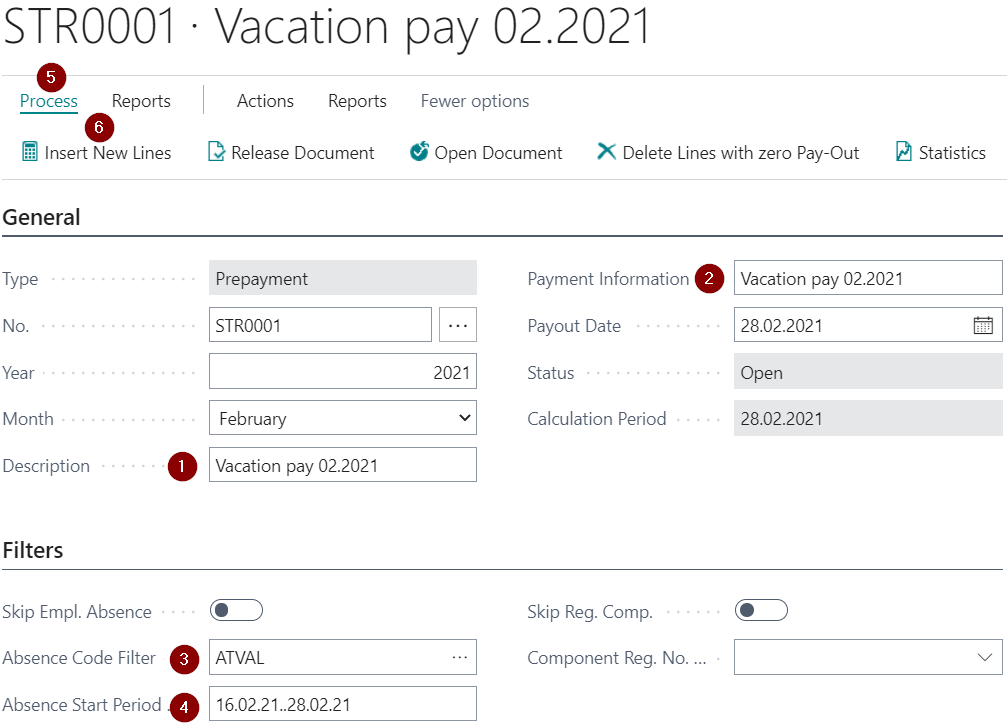 STR0001 · Vacation pay 02.2021
5
Process Reports Actions Reports Fewer options
6
Insert New Lines Release Document Open Document Delete Lines with zero Pay-Out Statistics
General
Type Prepayment Payment Information 2 Vacation pay 02.2021
No. STR0001 ... Payout Date 28.02.2021
Year 2021 Status Open
Month February Calculation Period 28.02.2021
Description 1 Vacation pay 02.2021
Filters
Skip Empl. Absence Skip Reg. Comp.
Absence Code Filter 3 ATVAL ... Component Reg. No. ...
Absence Start Period 4 16.02.21..28.02.21